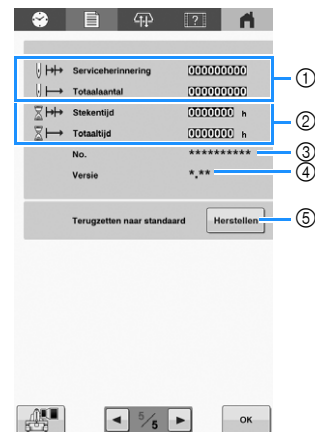 ?
Serviceherinnering 000000000 ①
Totaalaantal 000000000
Stekentijd 0000000 h ②
Totaaltijd 0000000 h
No. ********** ③
Versie *.** ④
Terugzetten naar standaard Herstellen ⑤
5/5 OK